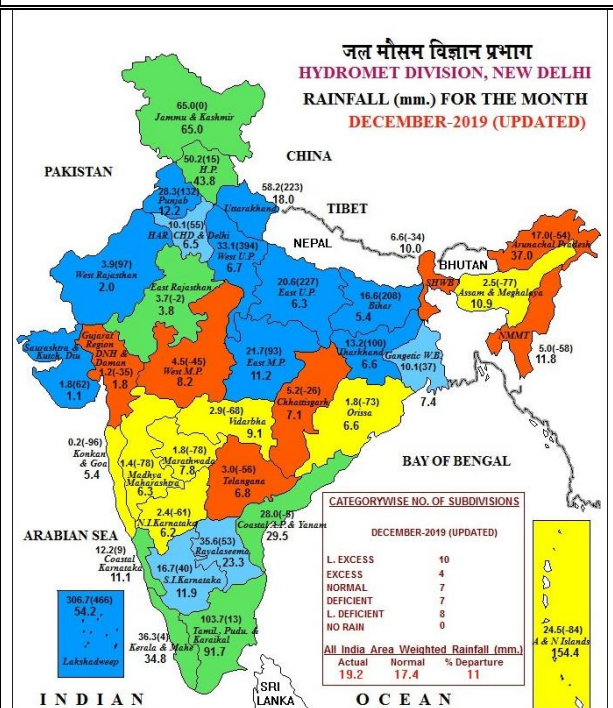 जल मौसम विज्ञान प्रभाग
HYDROMET DIVISION, NEW DELHI
RAINFALL (mm.) FOR THE MONTH
DECEMBER-2019 (UPDATED)
65.0(0)
Jammu & Kashmir
65.0
50.2(15)
H.P.
43.8
PAKISTAN
CHINA
TIBET
NEPAL
BHUTAN
28.3(132)
Punjab
12.2
58.2(223)
18.0
Uttarakhand
10.1(55)
HAR. CHD & Delhi
6.5
33.1(394)
West U.P.
6.7
6.6(-34)
10.0
SHWB
17.0(-54)
Arunachal Pradesh
37.0
3.9(97)
West Rajasthan
2.0
East Rajasthan
3.7(-2)
3.8
20.6(227)
East U.P.
6.3
16.6(208)
Bihar
5.4
2.5(-77)
Assam & Meghalaya
10.9
NMMT
5.0(-58)
11.8
Saurashtra &
Kutch, Diu
1.8(62)
1.1
Gujarat
Region
DNH &
Daman
1.2(-35)
1.8
4.5(-45)
West M.P.
8.2
21.7(93)
East M.P.
11.2
13.2(100)
Jharkhand
6.6
Gangetic W.B.
10.1(37)
7.4
5.2(-26)
Chhattisgarh
7.1
1.8(-73)
Orissa
6.6
2.9(-68)
Vidarbha
9.1
0.2(-96)
Konkan
& Goa
5.4
1.4(-78)
Madhya
Maharashtra
6.3
1.8(-78)
Marathwada
7.8
3.0(-56)
Telangana
6.8
BAY OF BENGAL
2.4(-61)
N.I.Karnataka
6.2
28.0(-5)
Coastal A.P. & Yanam
29.5
ARABIAN SEA
12.2(9)
Coastal
Karnataka
11.1
35.6(53)
Rayalaseema
23.3
16.7(40)
S.I.Karnataka
11.9
306.7(466)
54.2
Lakshadweep
36.3(4)
Kerala & Mahe
34.8
103.7(13)
Tamil., Pudu. &
Karaikal
91.7
CATEGORYWISE NO. OF SUBDIVISIONS
DECEMBER-2019 (UPDATED)
L. EXCESS 10
EXCESS 4
NORMAL 7
DEFICIENT 7
L. DEFICIENT 8
NO RAIN 0
All India Area Weighted Rainfall (mm.)
Actual Normal % Departure
19.2 17.4 11
24.5(-84)
A & N Islands
154.4
SRI
LANKA
INDIAN OCEAN